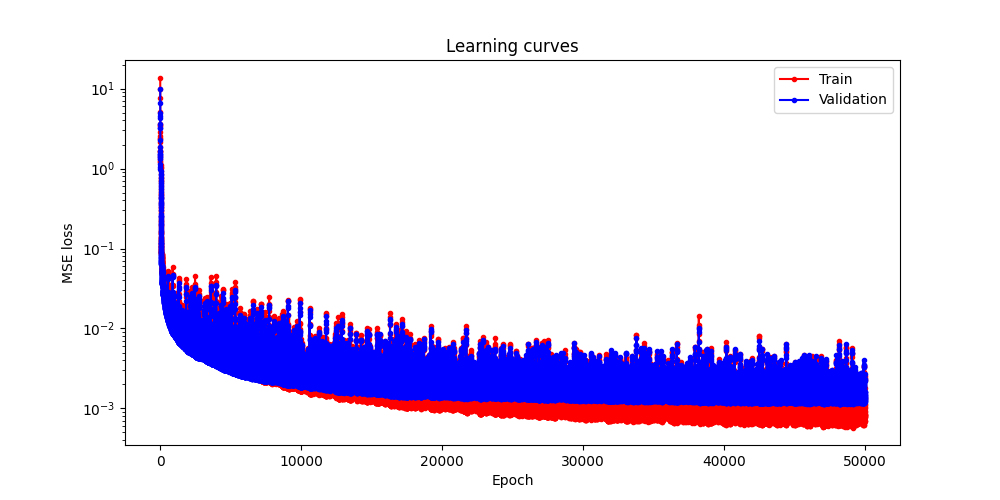 Learning curves
Train
Validation
MSE loss
10¹
10⁰
10⁻¹
10⁻²
10⁻³
0
10000
20000
30000
40000
50000
Epoch